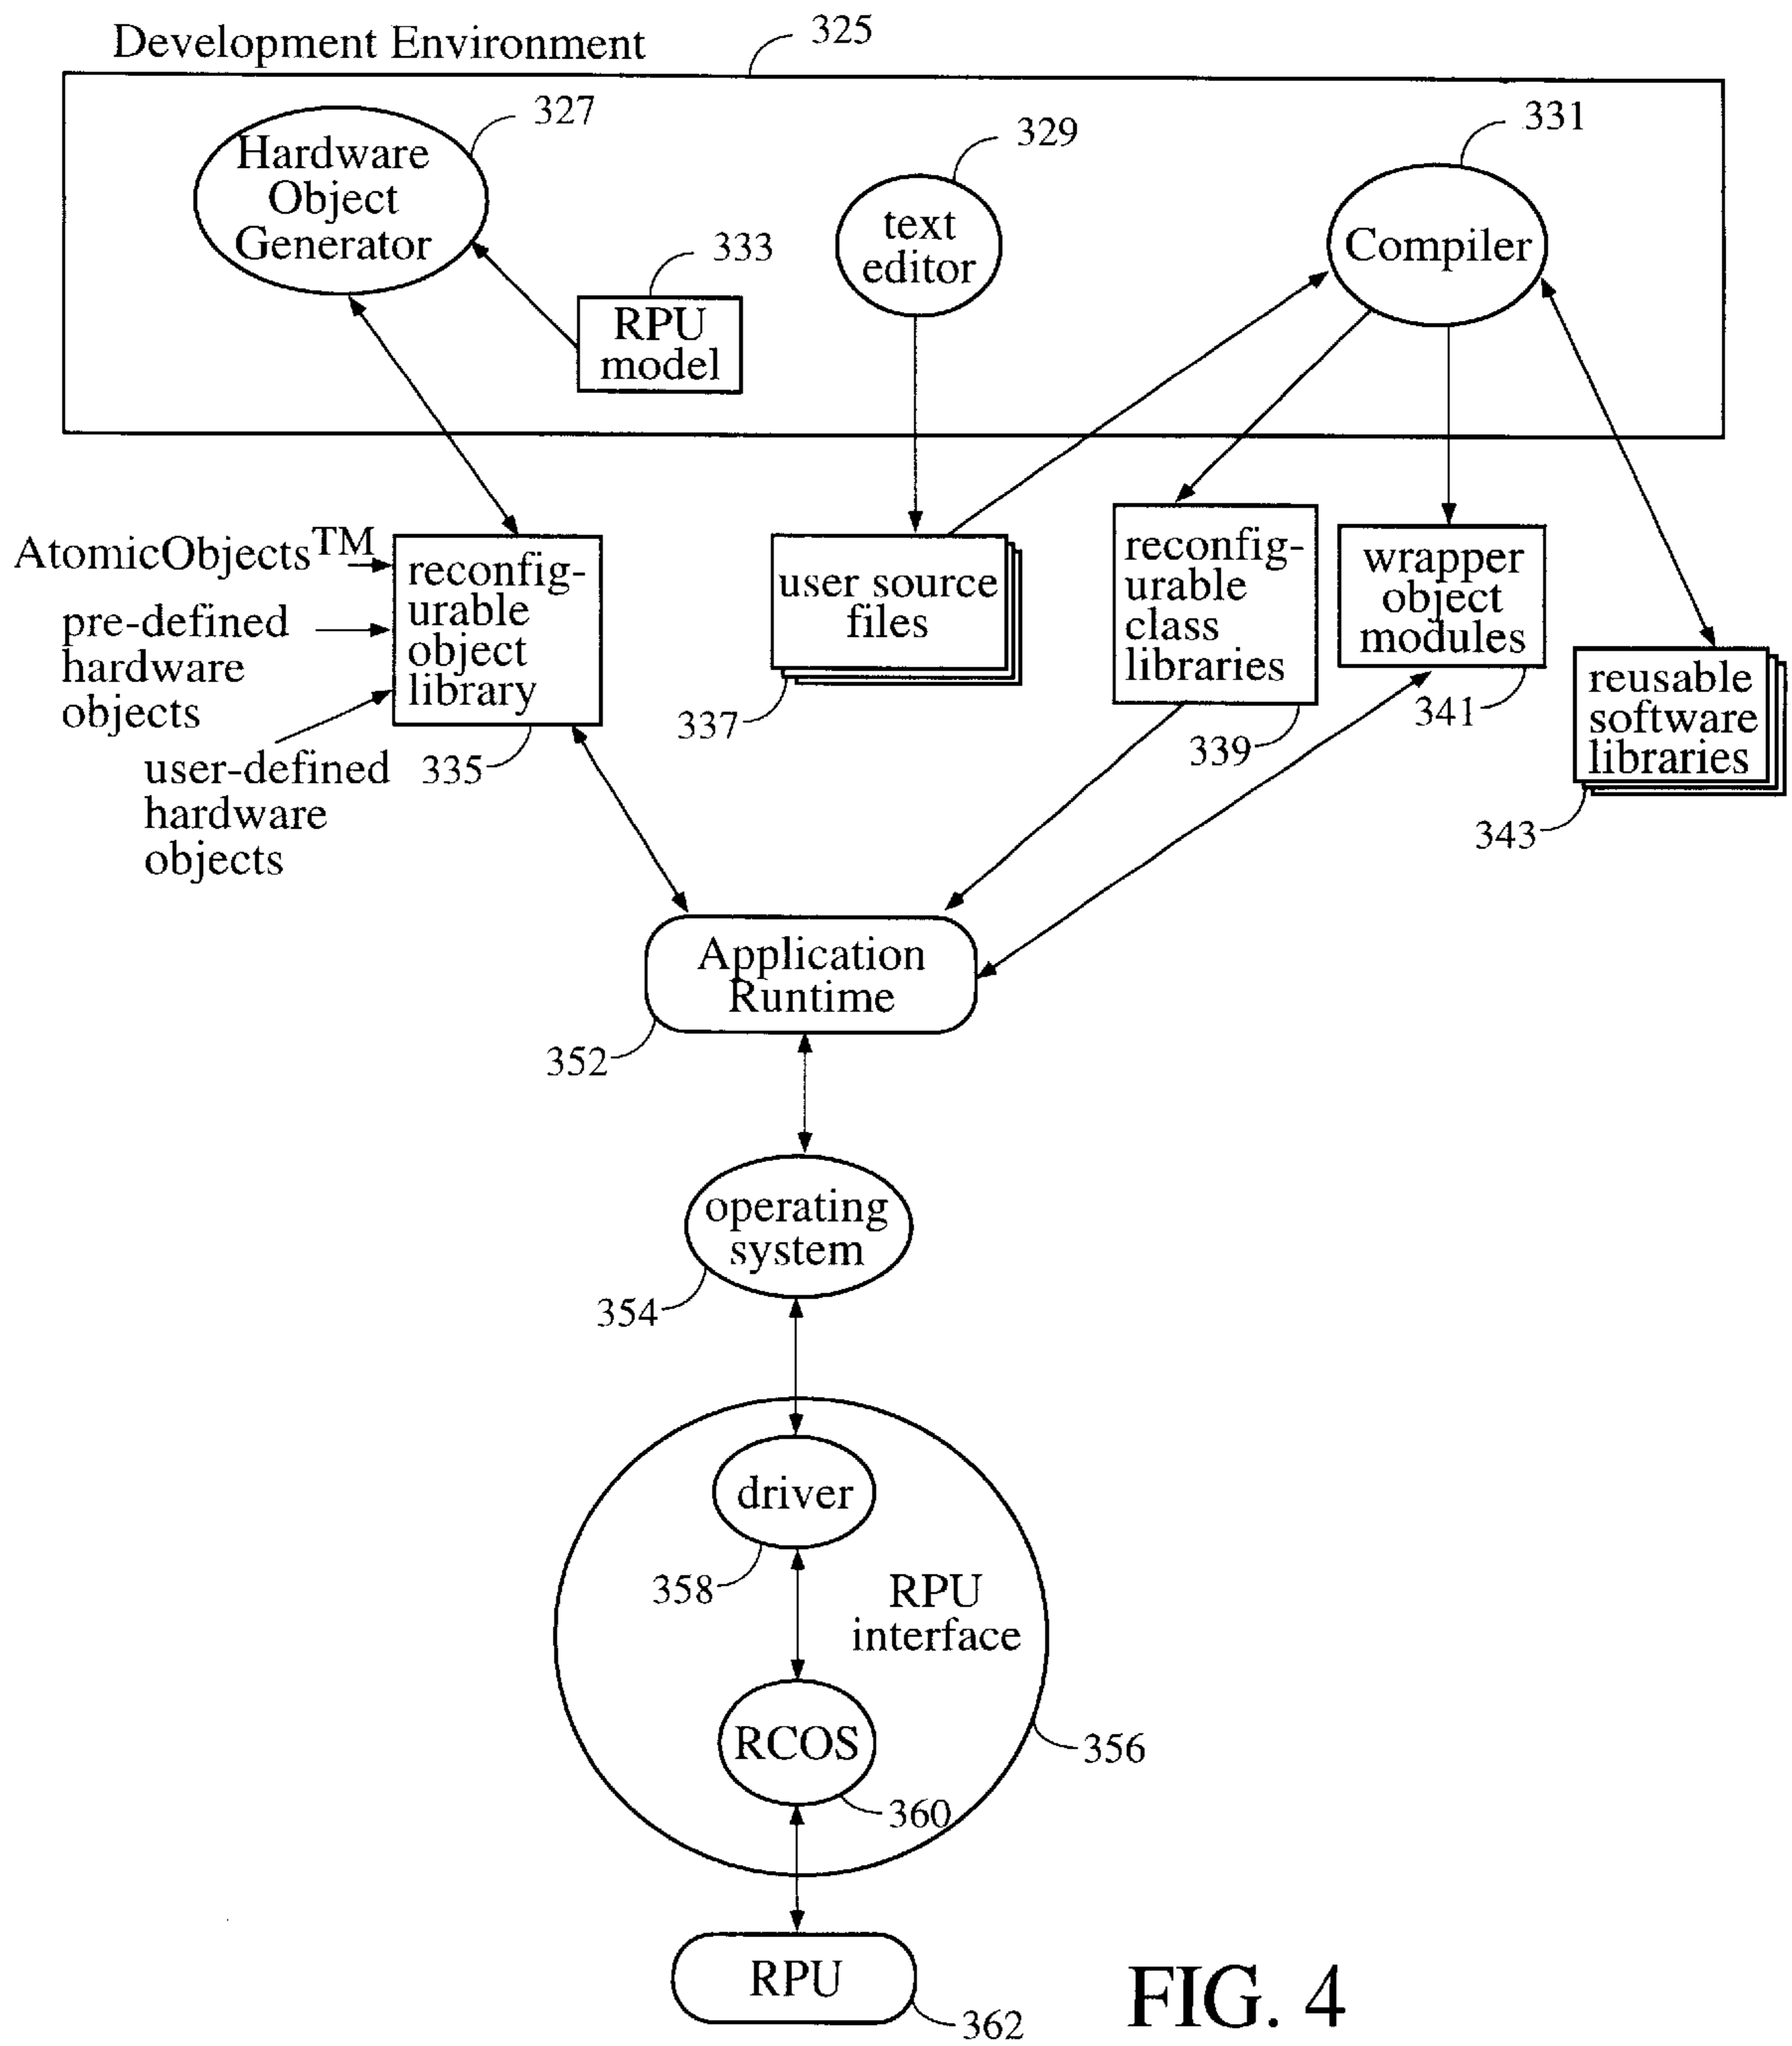 Development Environment
325
327
Hardware
Object
Generator
329
text
editor
331
Compiler
333
RPU
model
AtomicObjects™
pre-defined
hardware
objects
user-defined
hardware
objects
reconfig-
urable
object
library
335
user source
files
337
reconfig-
urable
class
libraries
339
wrapper
object
modules
341
reusable
software
libraries
343
Application
Runtime
352
operating
system
354
driver
358
RPU
interface
RCOS
356
360
RPU
362
FIG. 4